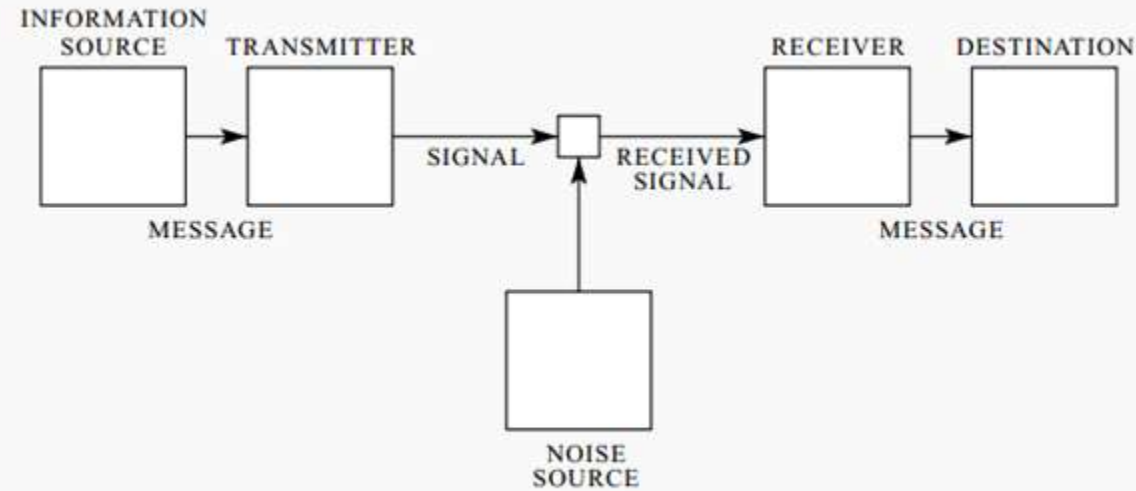 INFORMATION
SOURCE
TRANSMITTER
RECEIVER
DESTINATION
SIGNAL
RECEIVED
SIGNAL
MESSAGE
MESSAGE
NOISE
SOURCE